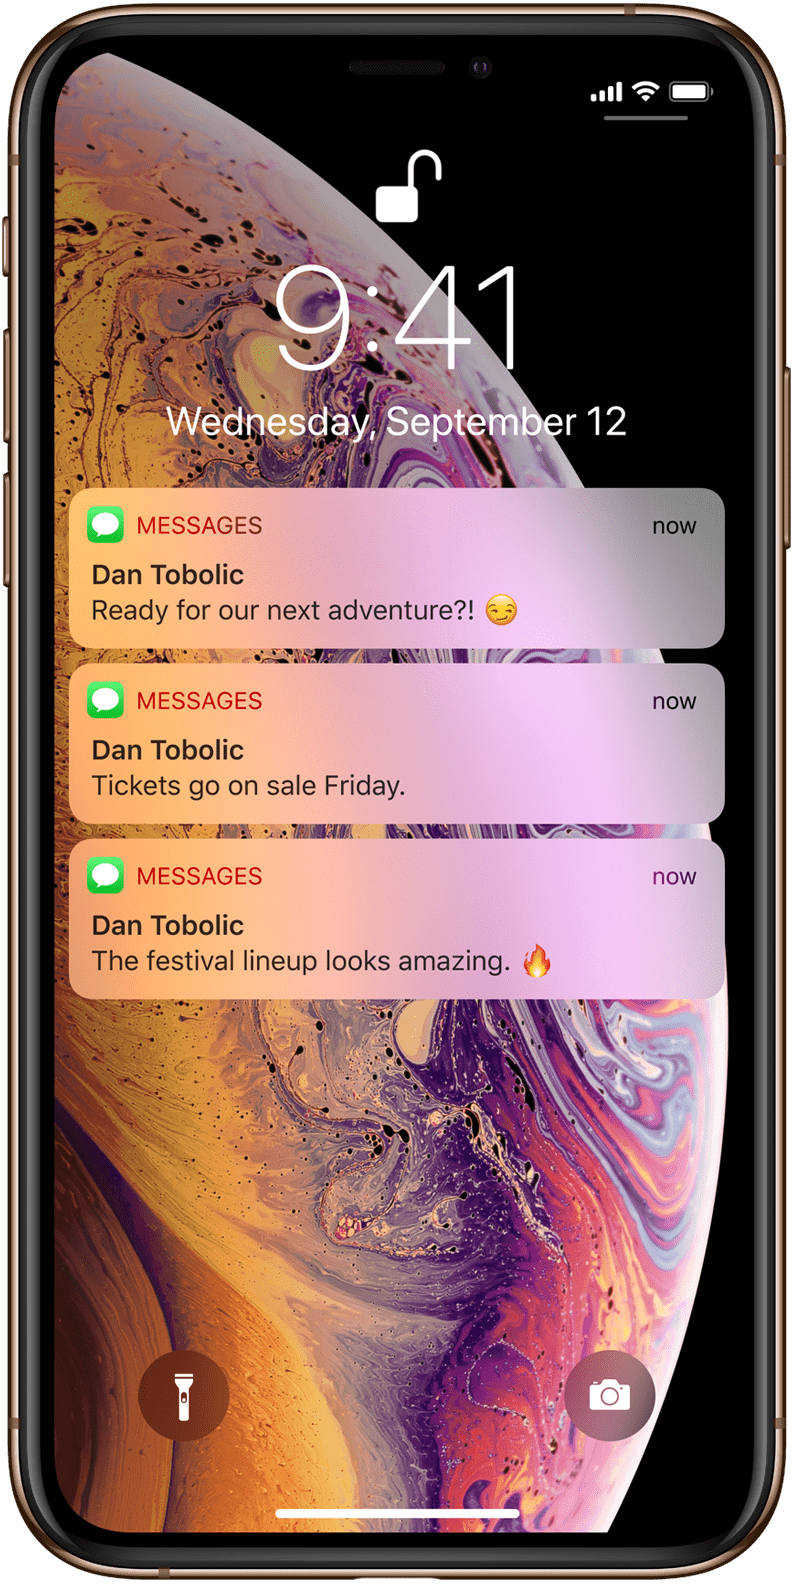 9:41
Wednesday, September 12
MESSAGES now
Dan Tobolic
Ready for our next adventure?! 😏
MESSAGES now
Dan Tobolic
Tickets go on sale Friday.
MESSAGES now
Dan Tobolic
The festival lineup looks amazing. 🔥